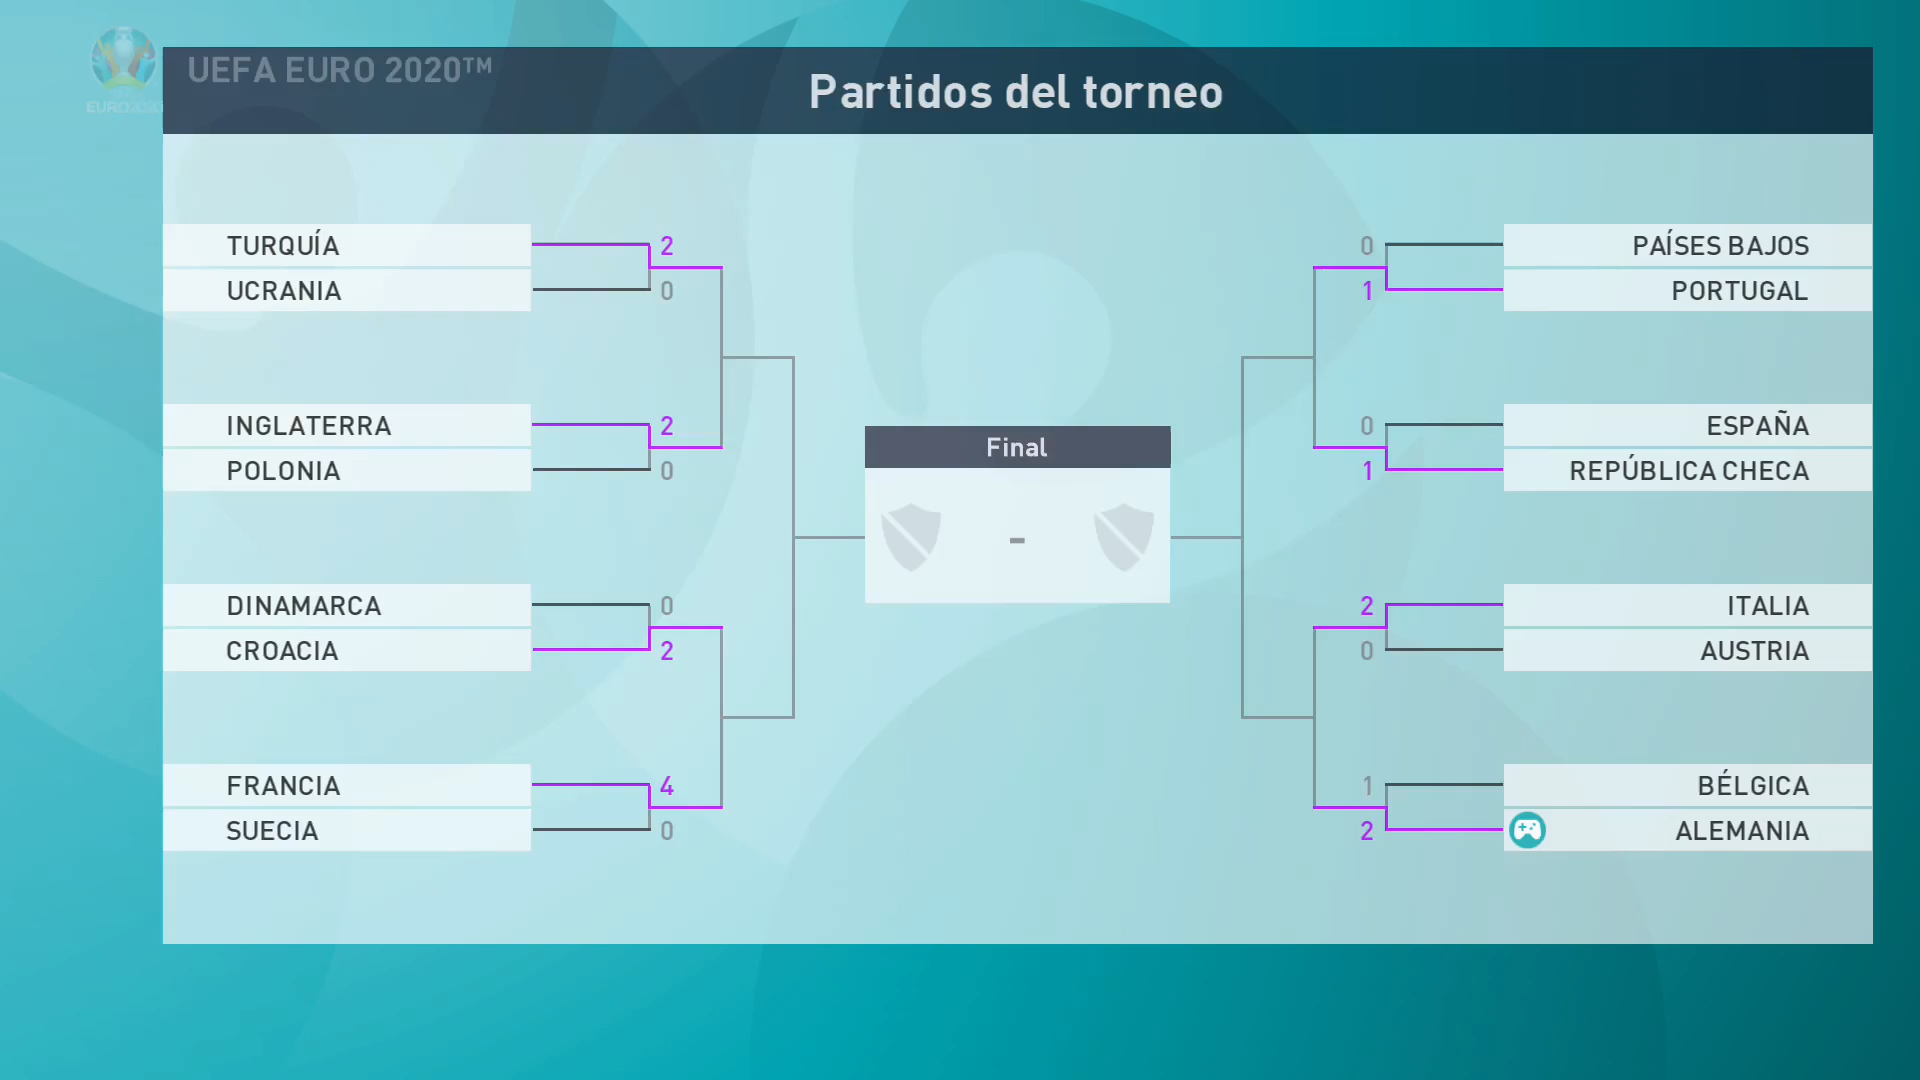 EURO2020
UEFA EURO 2020™
Partidos del torneo
TURQUÍA 2
UCRANIA 0
INGLATERRA 2
POLONIA 0
DINAMARCA 0
CROACIA 2
FRANCIA 4
SUECIA 0
Final
-
0 PAÍSES BAJOS
1 PORTUGAL
0 ESPAÑA
1 REPÚBLICA CHECA
2 ITALIA
0 AUSTRIA
1 BÉLGICA
2 ALEMANIA